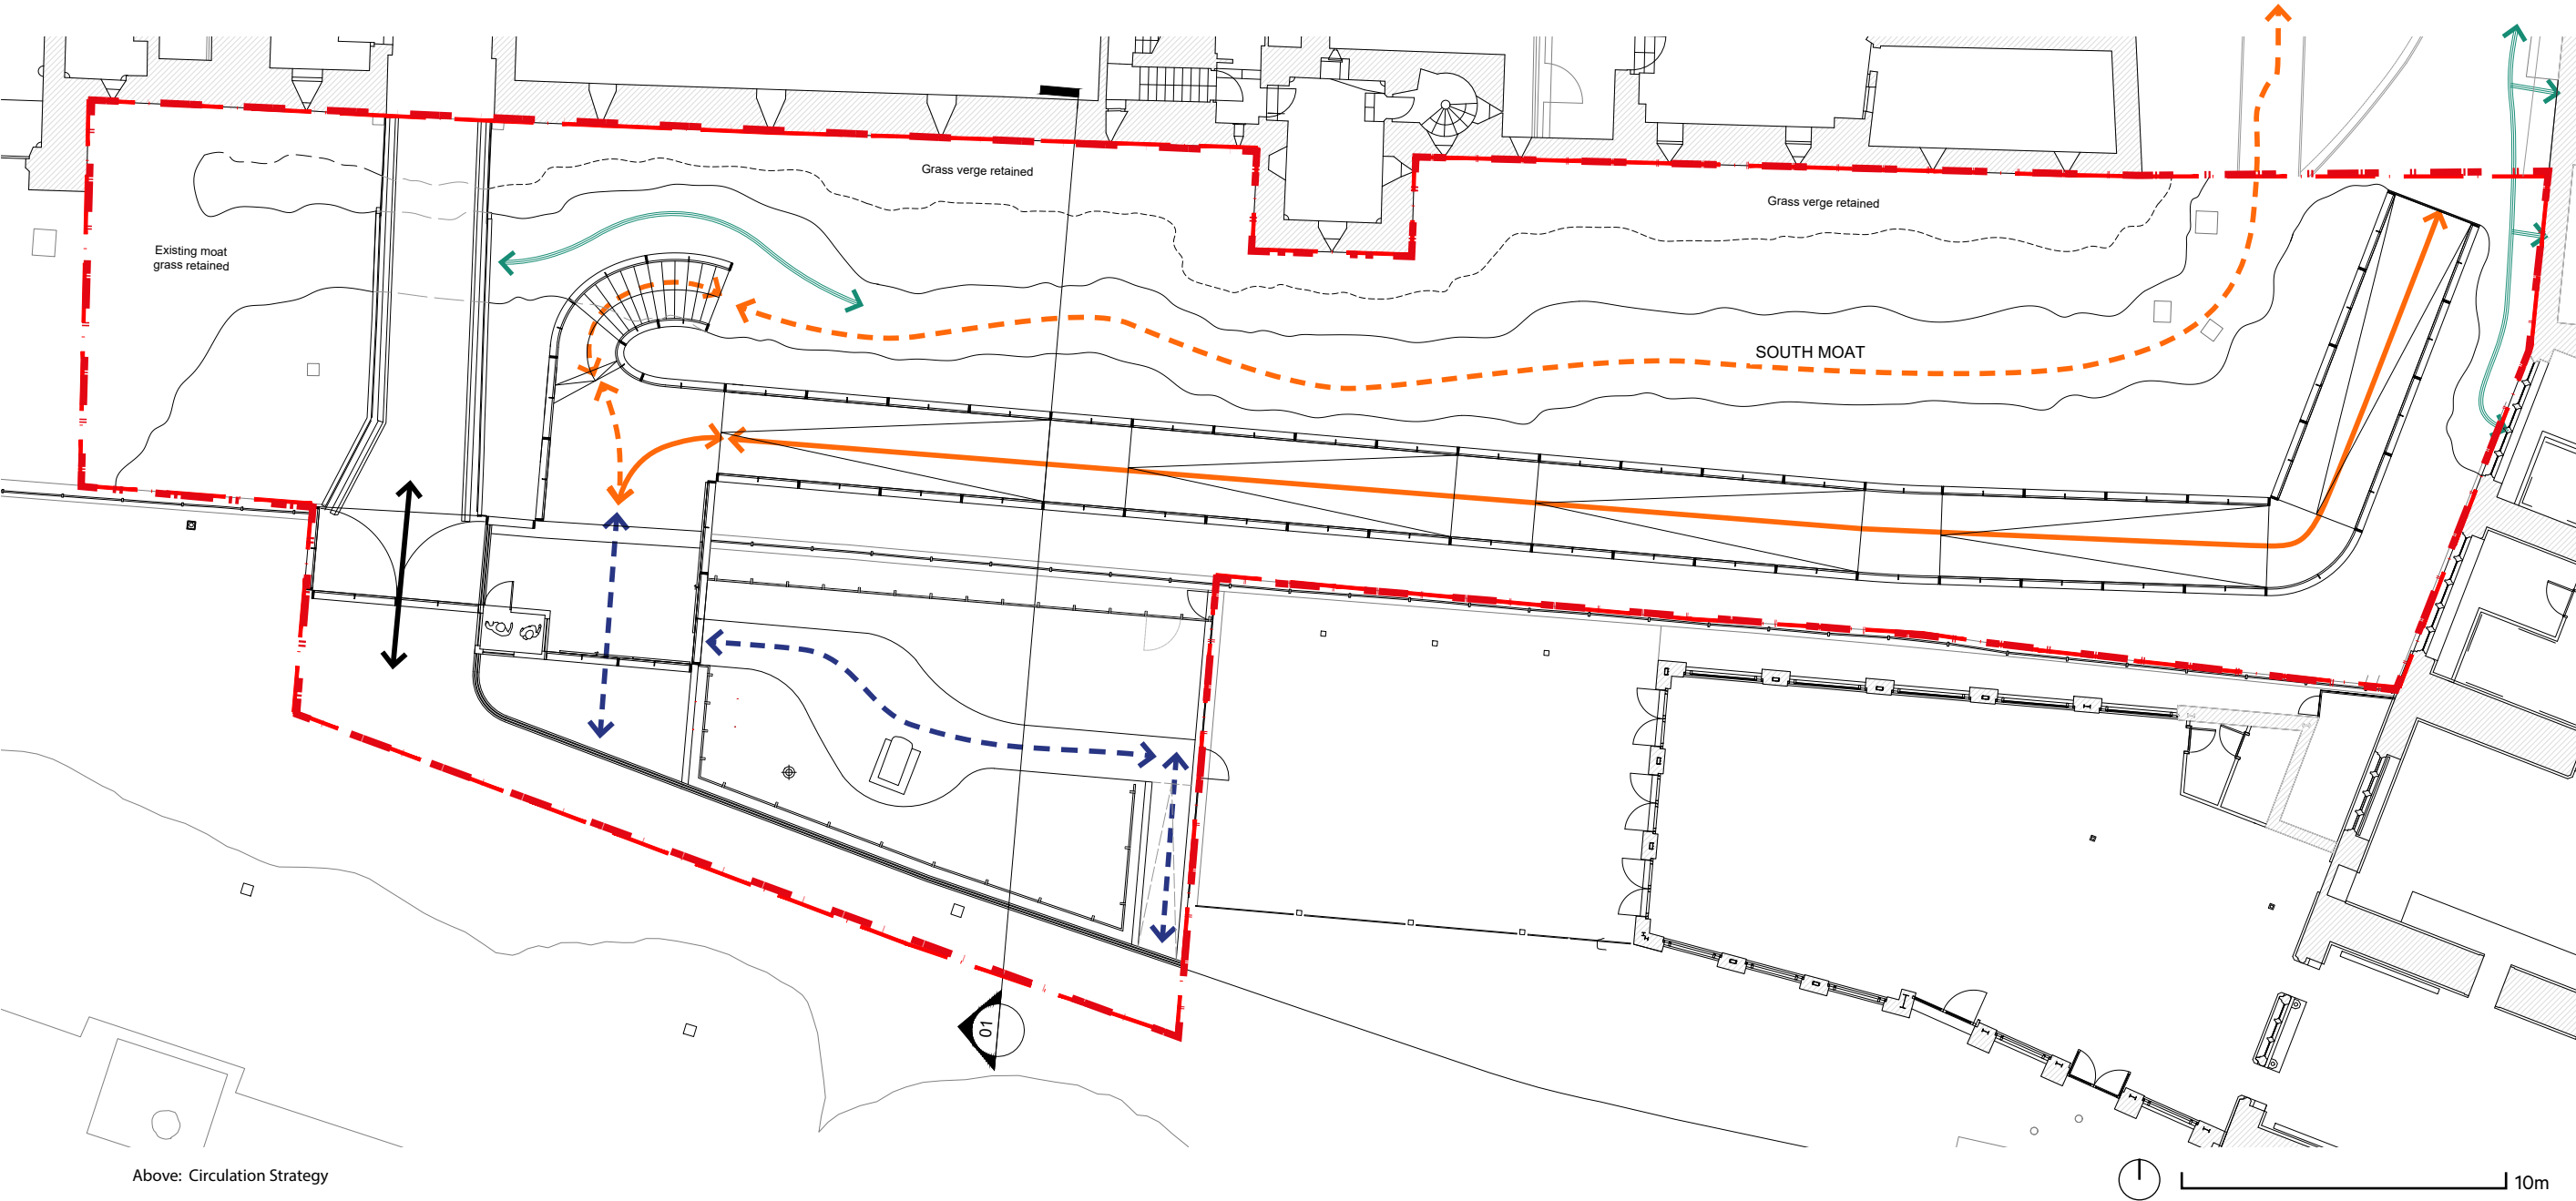 Grass verge retained
Grass verge retained
Existing moat
grass retained
SOUTH MOAT
01
Above: Circulation Strategy
10m